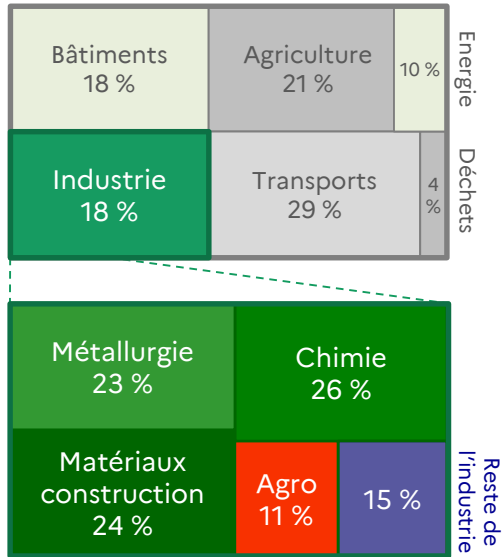 Bâtiments
18 %
Agriculture
21 %
10 %
Energie
Industrie
18 %
Transports
29 %
4
%
Déchets
Métallurgie
23 %
Chimie
26 %
Matériaux
construction
24 %
Agro
11 %
15 %
Reste de
l'industrie